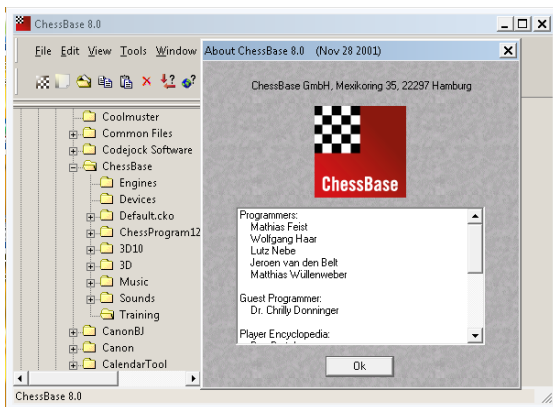 ChessBase 8.0
File Edit View Tools Window
Coolmuster
Common Files
Codejock Software
ChessBase
Engines
Devices
Default.cko
ChessProgram12
3D10
3D
Music
Sounds
Training
CanonBJ
Canon
CalendarTool
ChessBase 8.0
About ChessBase 8.0 (Nov 28 2001)
ChessBase GmbH, Mexikoring 35, 22297 Hamburg
ChessBase
Programmers:
Mathias Feist
Wolfgang Haar
Lutz Nebe
Jeroen van den Belt
Matthias Wüllenweber
Guest Programmer:
Dr. Chrilly Donninger
Player Encyclopedia:
Ok